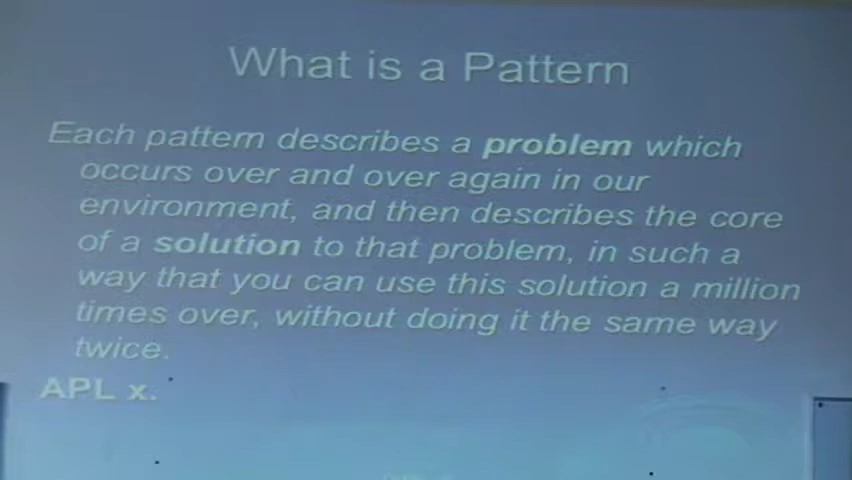 What is a Pattern
Each pattern describes a problem which
occurs over and over again in our
environment, and then describes the core
of a solution to that problem, in such a
way that you can use this solution a million
times over, without doing it the same way
twice.
APL x.